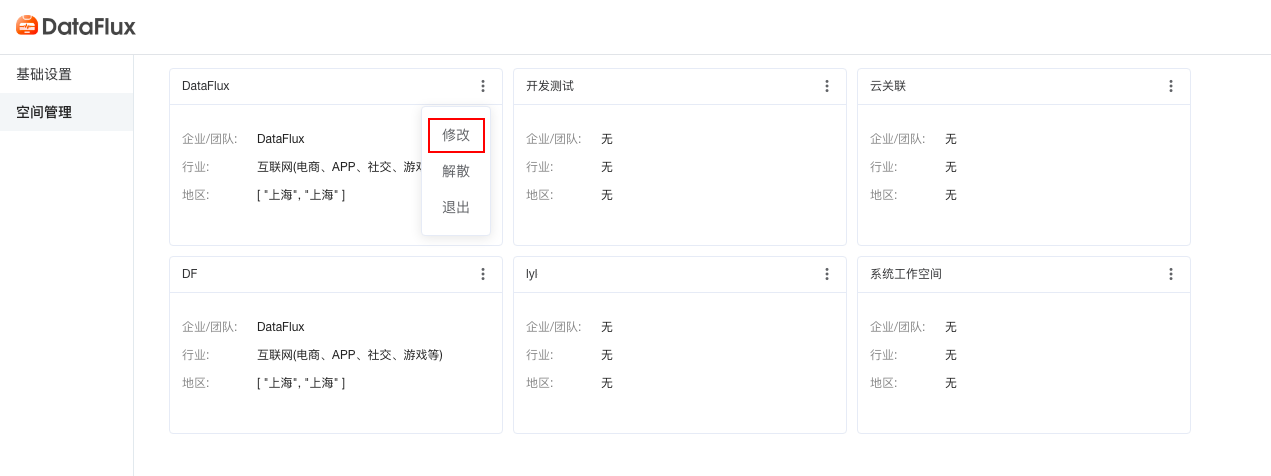 DataFlux
基础设置
空间管理
DataFlux
企业/团队: DataFlux
行业: 互联网(电商、APP、社交、游
地区: [ "上海", "上海" ]
修改
解散
退出
开发测试
企业/团队: 无
行业: 无
地区: 无
云关联
企业/团队: 无
行业: 无
地区: 无
DF
企业/团队: DataFlux
行业: 互联网(电商、APP、社交、游戏等)
地区: [ "上海", "上海" ]
lyl
企业/团队: 无
行业: 无
地区: 无
系统工作空间
企业/团队: 无
行业: 无
地区: 无